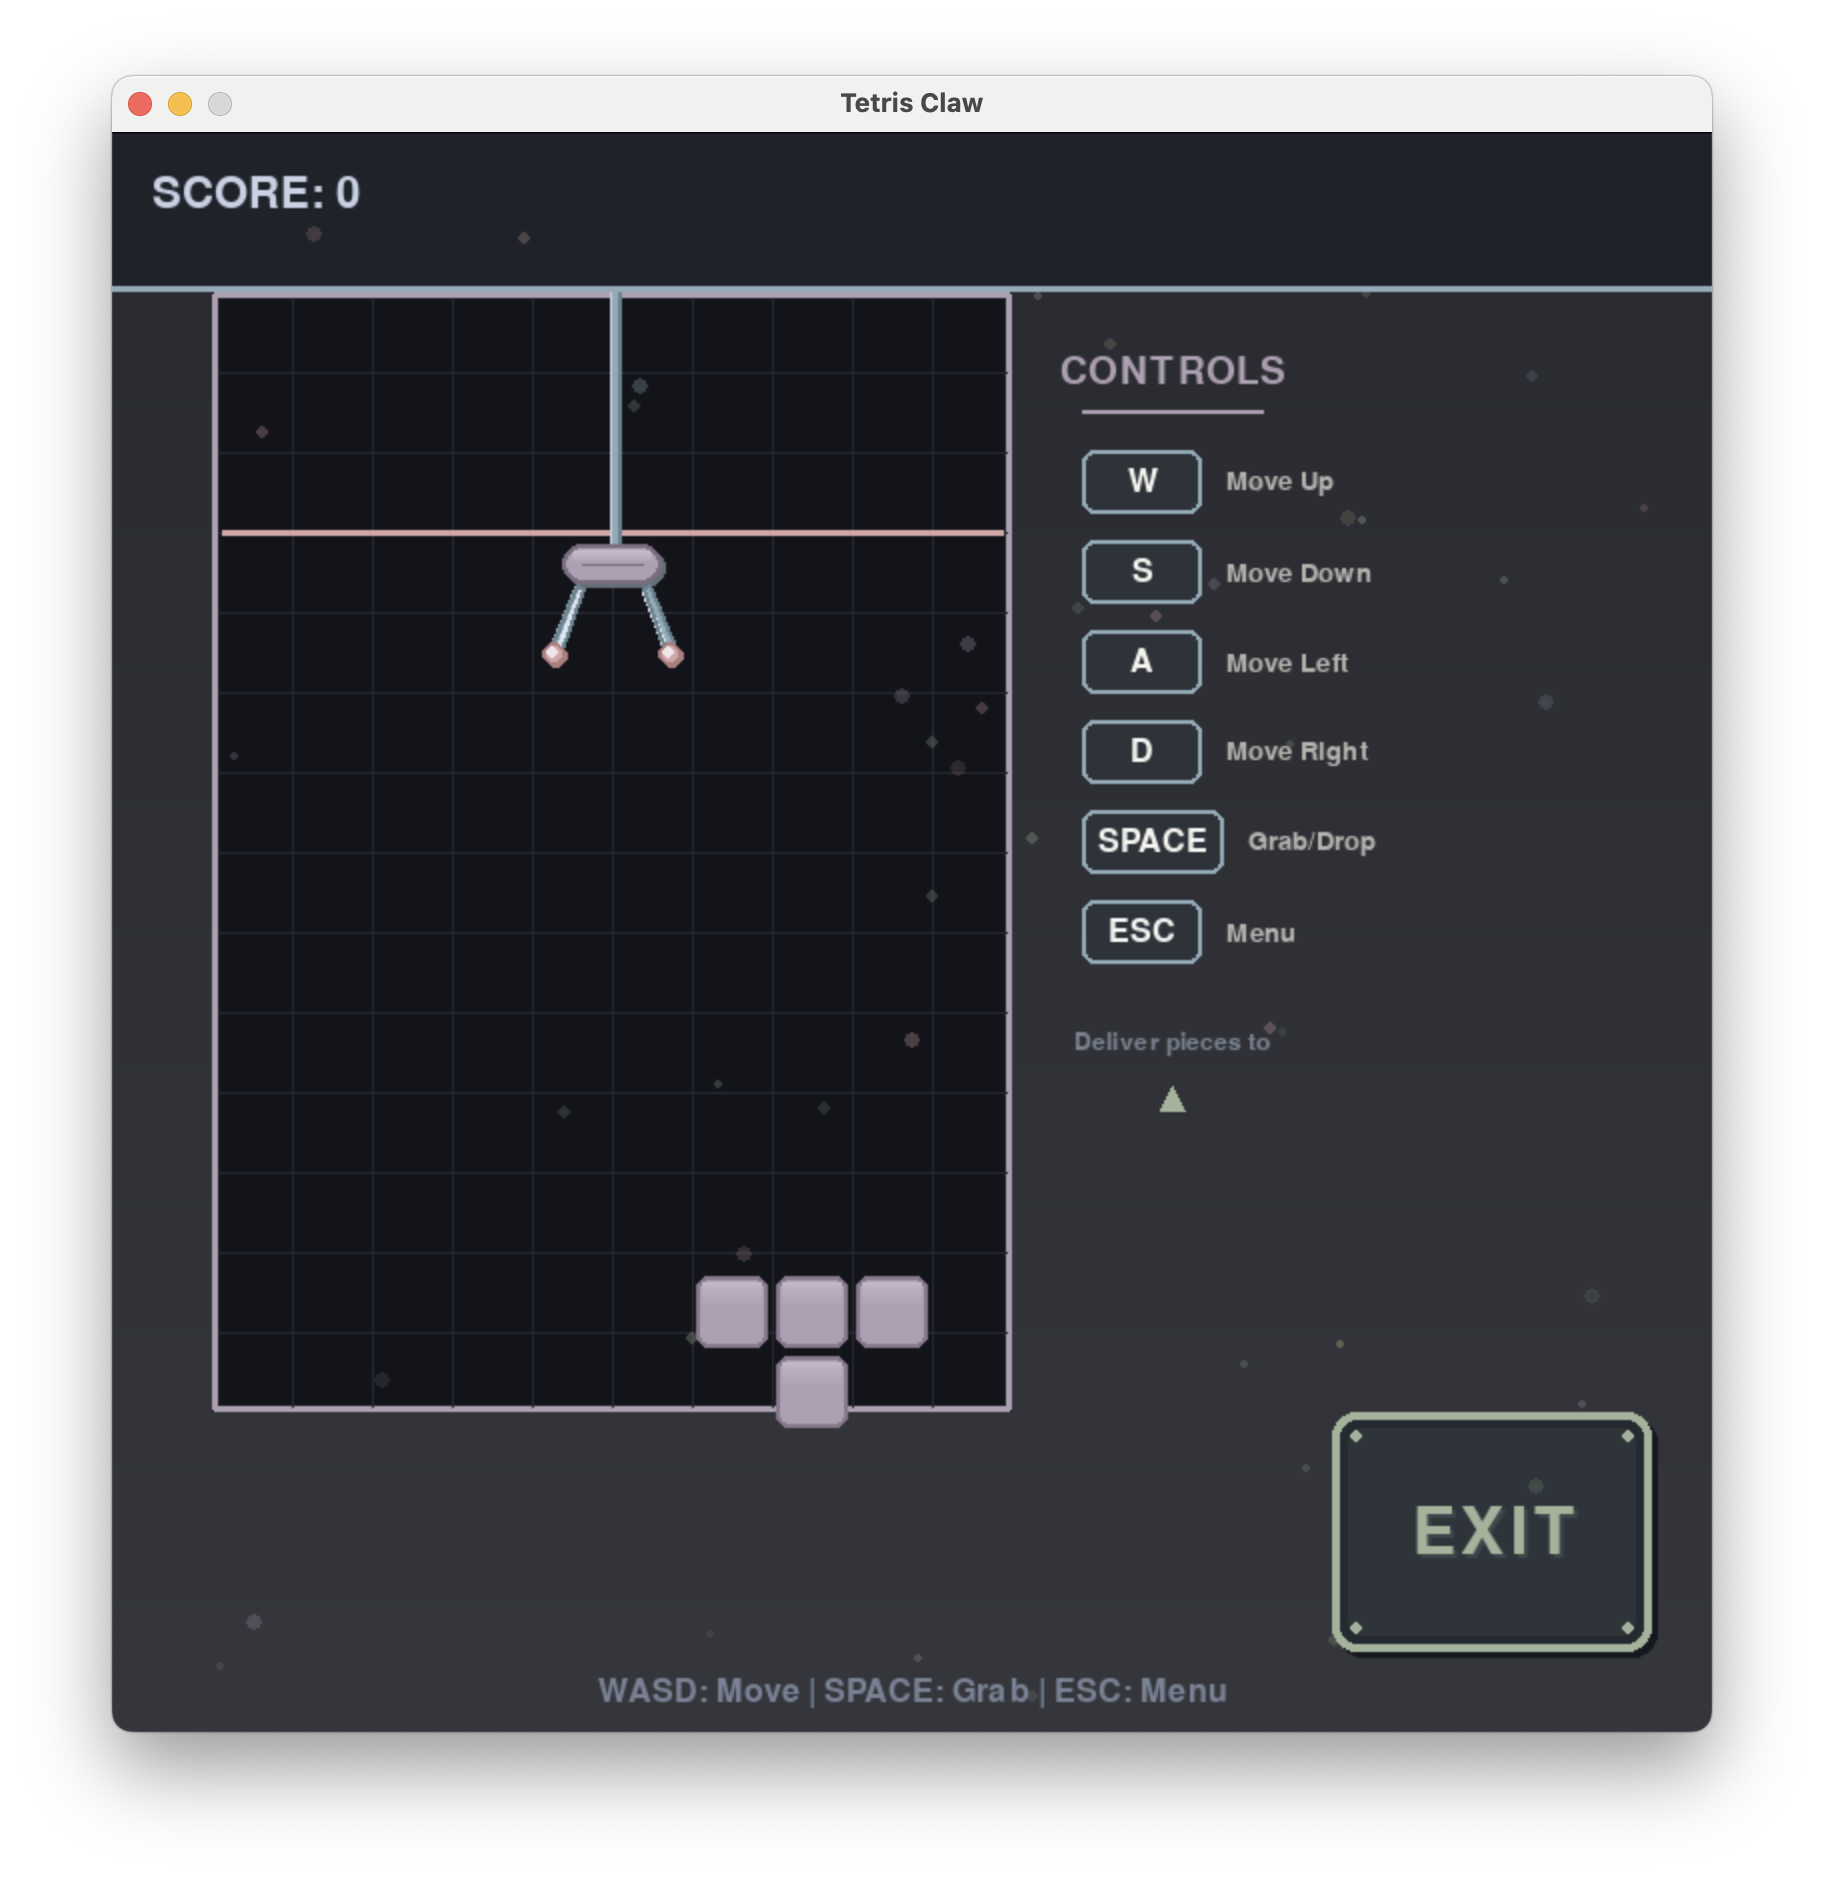 Tetris Claw
SCORE: 0
CONTROLS
W Move Up
S Move Down
A Move Left
D Move Right
SPACE Grab/Drop
ESC Menu
Deliver pieces to
EXIT
WASD: Move | SPACE: Grab | ESC: Menu